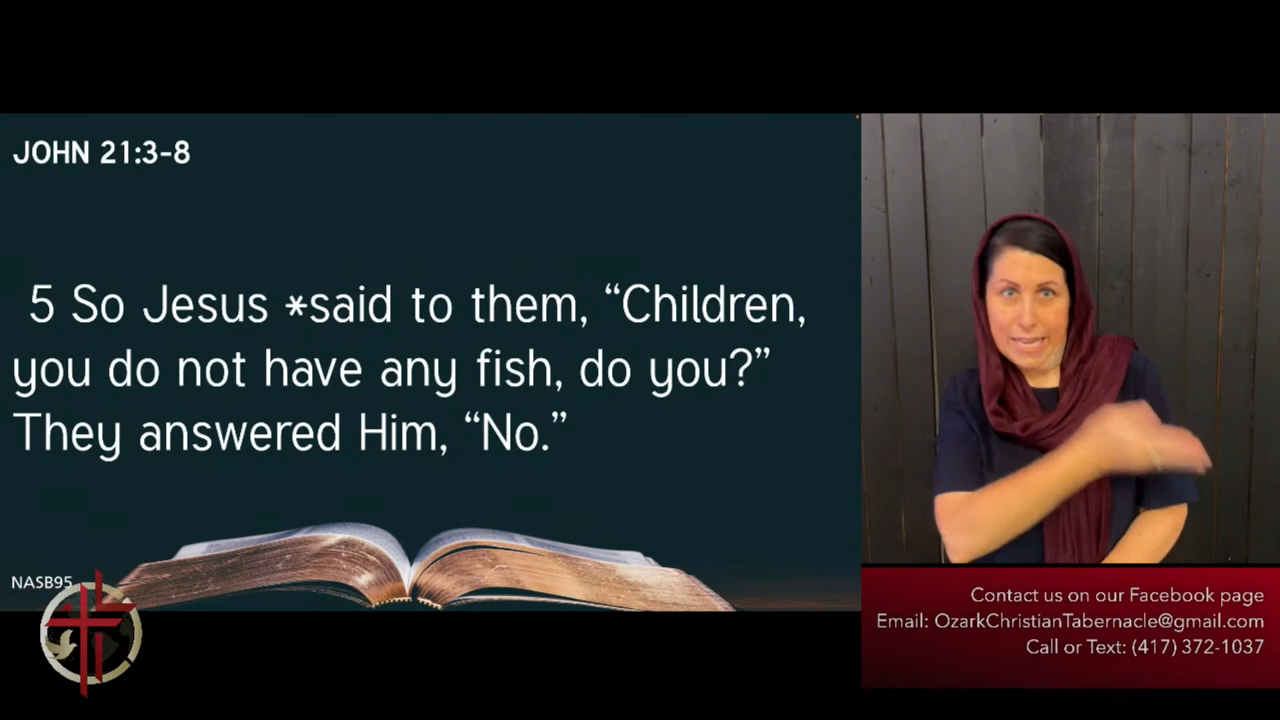 JOHN 21:3-8
5 So Jesus *said to them, “Children,
you do not have any fish, do you?”
They answered Him, “No.”
NASB95
Contact us on our Facebook page
Email: OzarkChristianTabernacle@gmail.com
Call or Text: (417) 372-1037